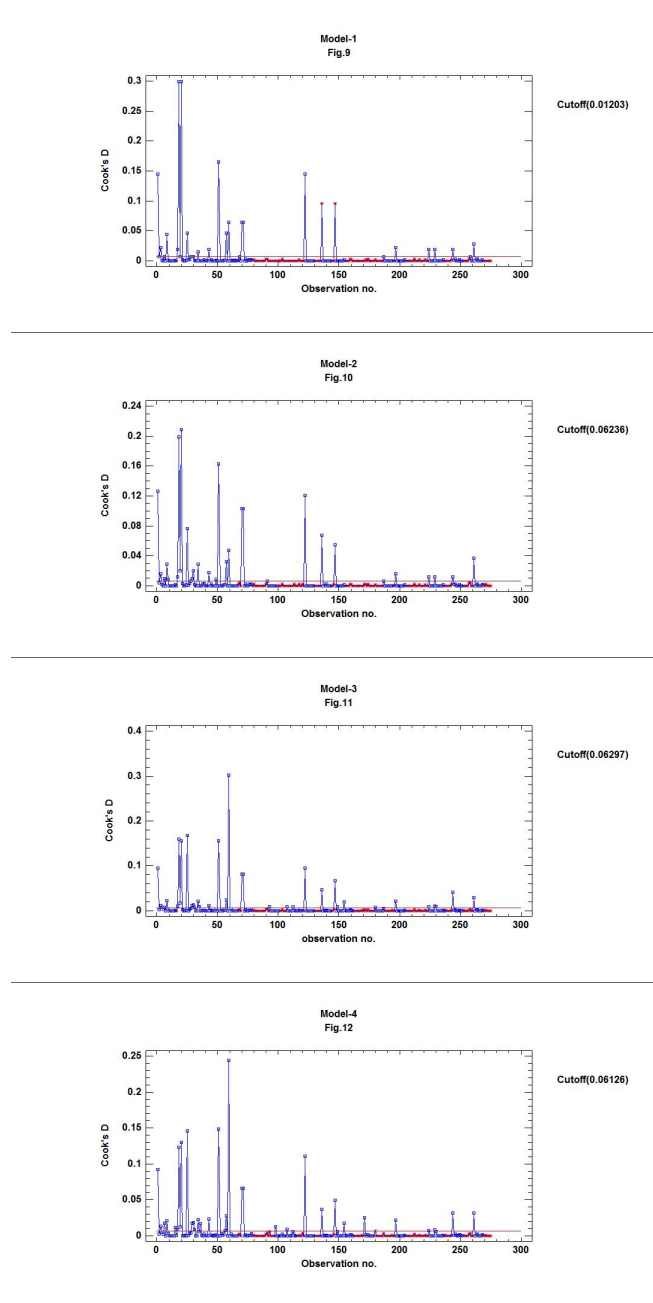 Model-1
Fig.9
Cutoff(0.01203)
Cook's D
0.3
0.25
0.2
0.15
0.1
0.05
0
0 50 100 150 200 250 300
Observation no.
Model-2
Fig.10
Cutoff(0.06236)
Cook's D
0.24
0.2
0.16
0.12
0.08
0.04
0
0 50 100 150 200 250 300
Observation no.
Model-3
Fig.11
Cutoff(0.06297)
Cook's D
0.4
0.3
0.2
0.1
0
0 50 100 150 200 250 300
observation no.
Model-4
Fig.12
Cutoff(0.06126)
Cook's D
0.25
0.2
0.15
0.1
0.05
0
0 50 100 150 200 250 300
Observation no.